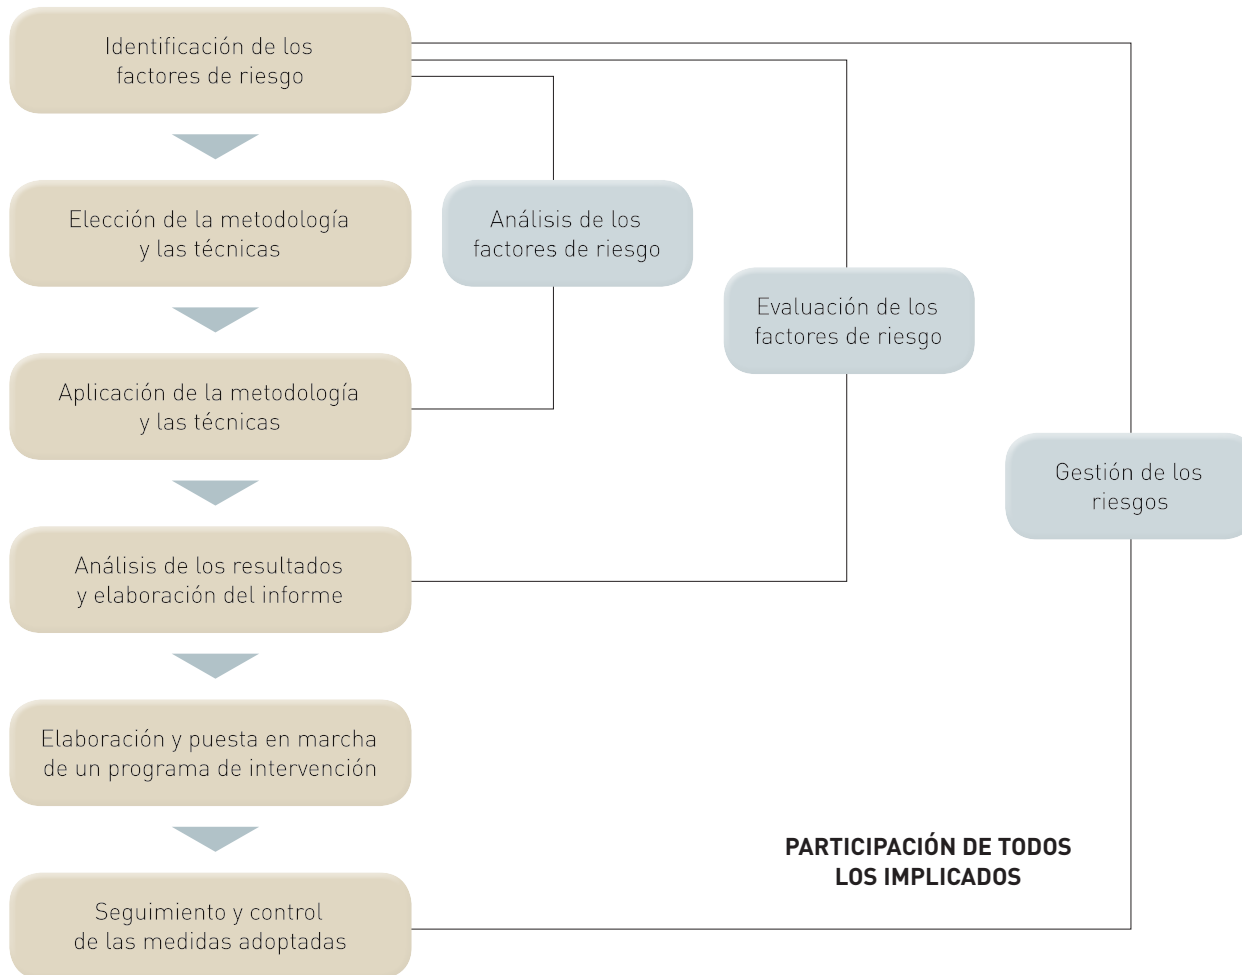 Identificación de los
factores de riesgo
Elección de la metodología
y las técnicas
Análisis de los
factores de riesgo
Evaluación de los
factores de riesgo
Aplicación de la metodología
y las técnicas
Gestión de los
riesgos
Análisis de los resultados
y elaboración del informe
Elaboración y puesta en marcha
de un programa de intervención
PARTICIPACIÓN DE TODOS
LOS IMPLICADOS
Seguimiento y control
de las medidas adoptadas